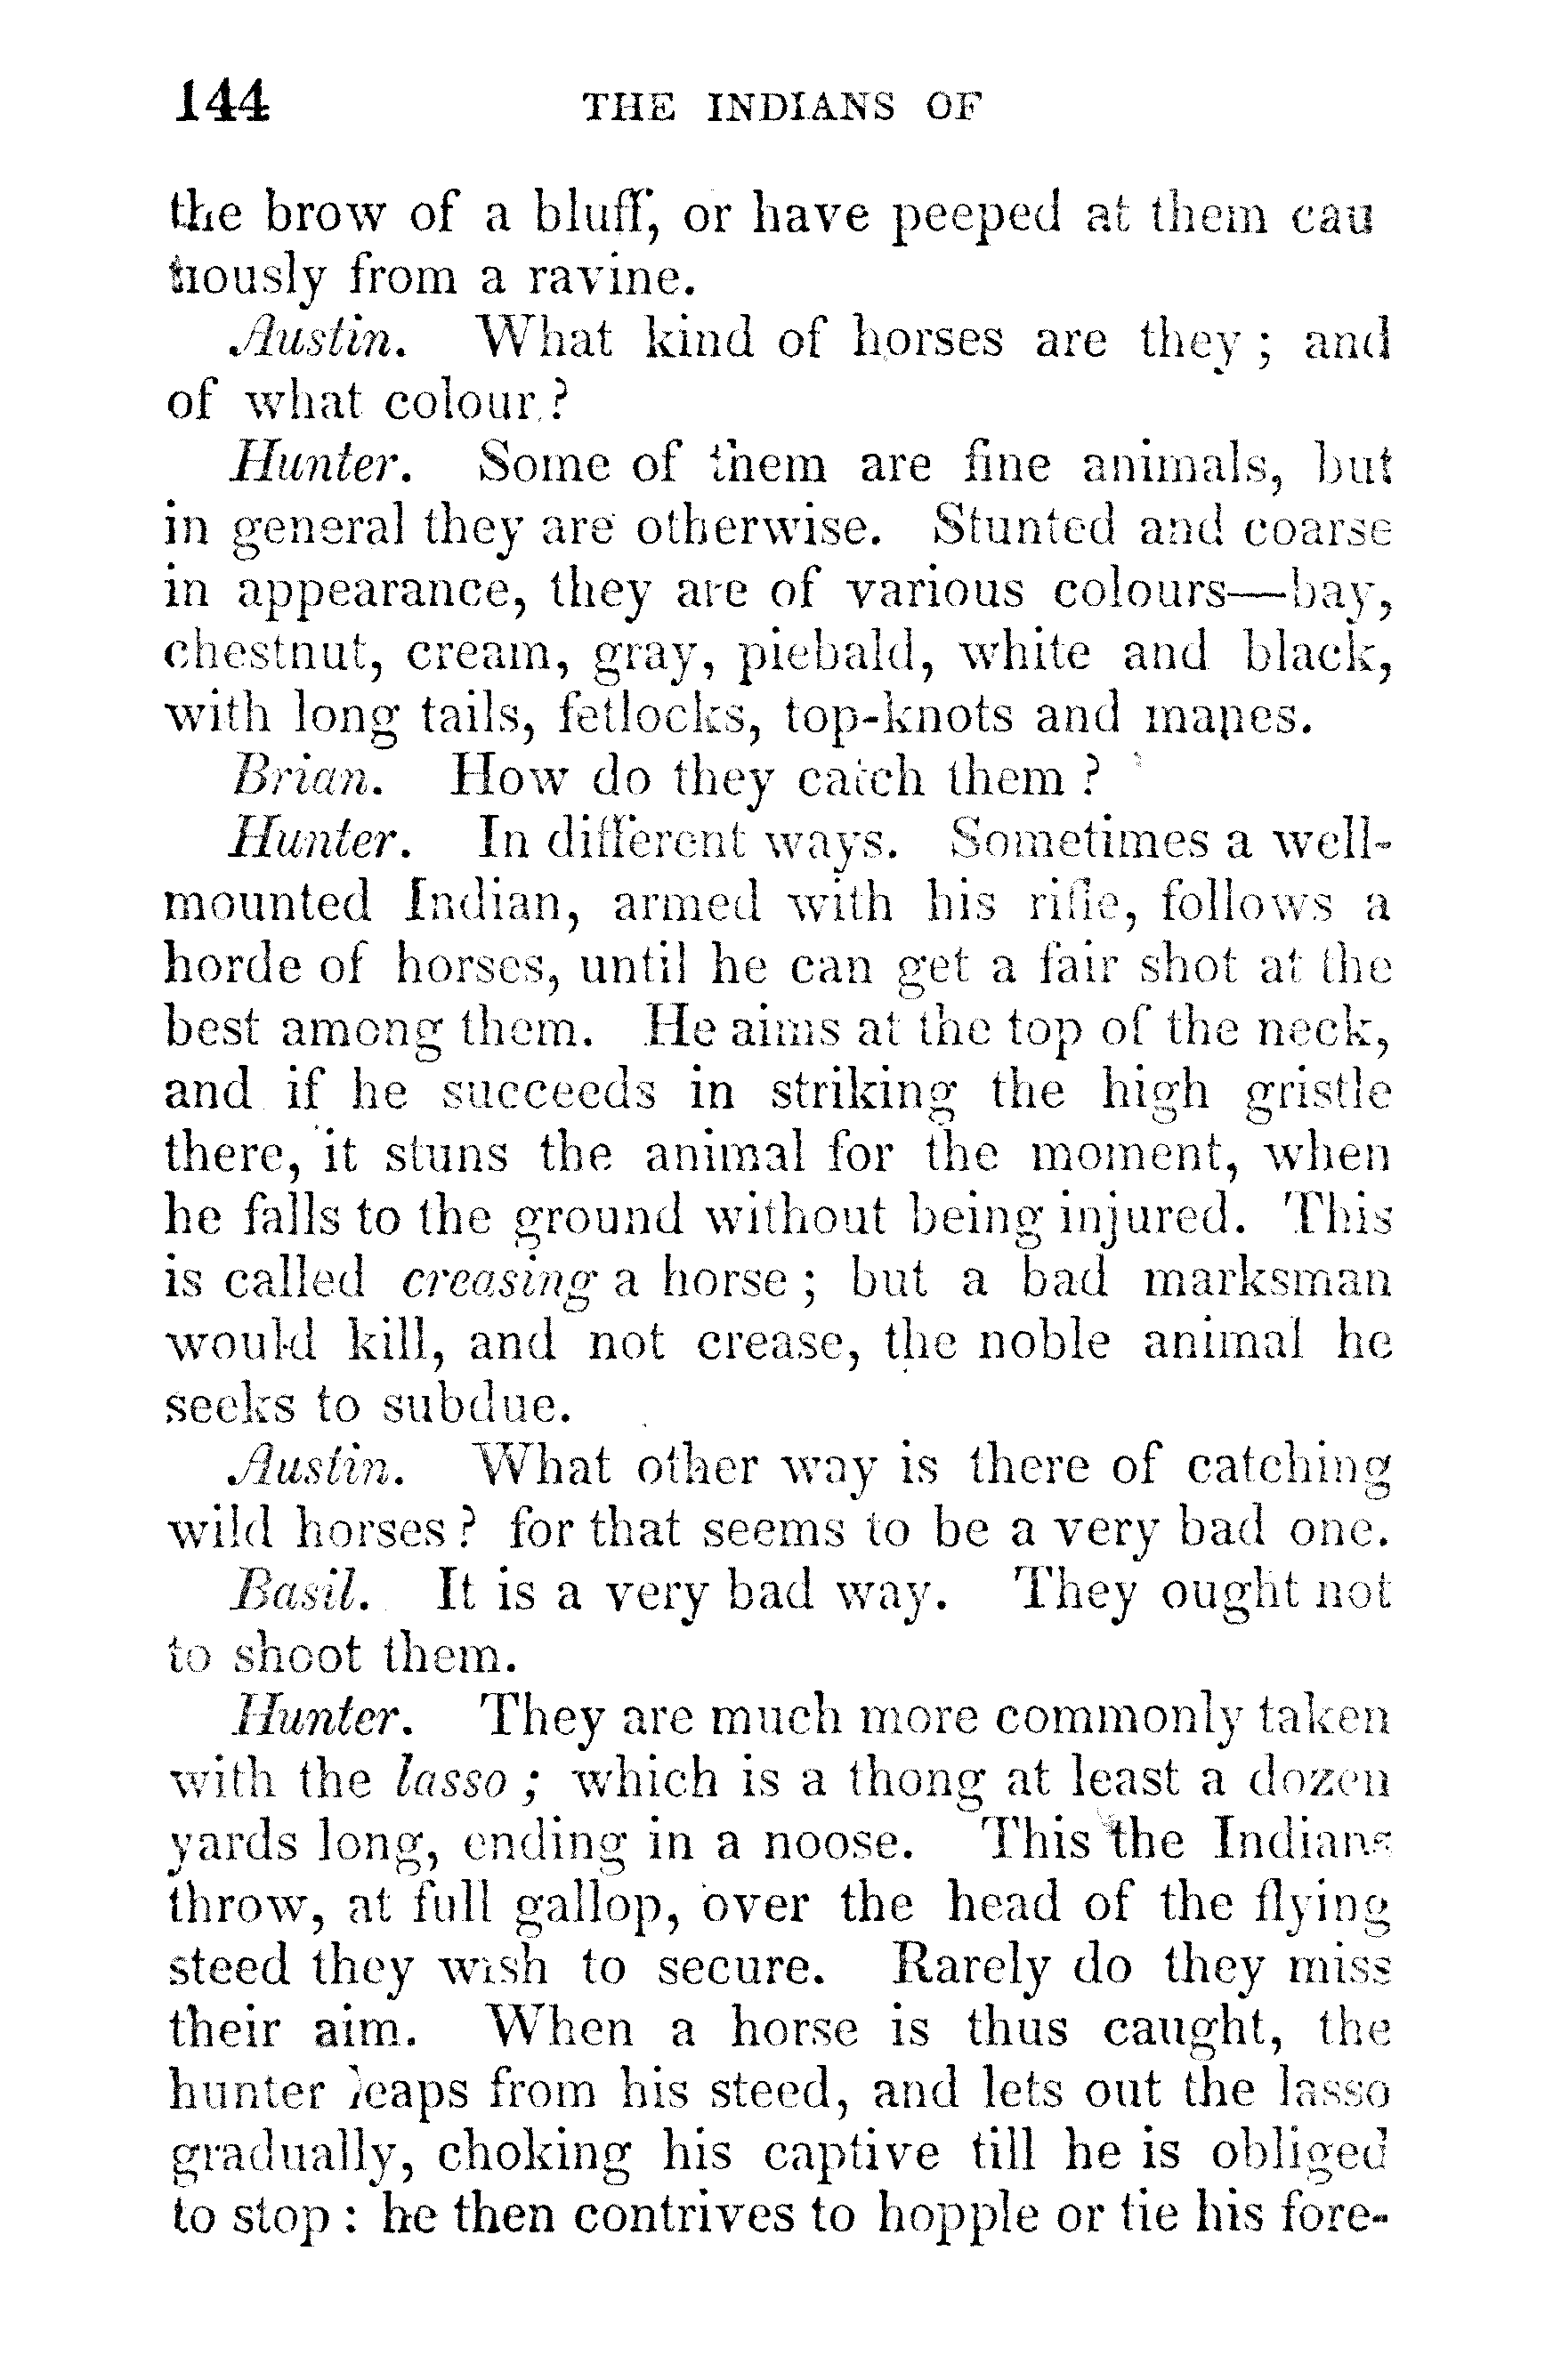 144 THE INDIANS OF
the brow of a bluff, or have peeped at them cau
tiously from a ravine.
Austin. What kind of horses are they; and
of what colour?
Hunter. Some of them are fine animals, but
in general they are otherwise. Stunted and coarse
in appearance, they are of various colours—bay,
chestnut, cream, gray, piebald, white and black,
with long tails, fetlocks, top-knots and manes.
Brian. How do they catch them?
Hunter. In different ways. Sometimes a well-
mounted Indian, armed with his rifle, follows a
horde of horses, until he can get a fair shot at the
best among them. He aims at the top of the neck,
and if he succeeds in striking the high gristle
there, it stuns the animal for the moment, when
he falls to the ground without being injured. This
is called creasing a horse; but a bad marksman
would kill, and not crease, the noble animal he
seeks to subdue.
Austin. What other way is there of catching
wild horses? for that seems to be a very bad one.
Basil. It is a very bad way. They ought not
to shoot them.
Hunter. They are much more commonly taken
with the lasso; which is a thong at least a dozen
yards long, ending in a noose. This the Indians
throw, at full gallop, over the head of the flying
steed they wish to secure. Rarely do they miss
their aim. When a horse is thus caught, the
hunter leaps from his steed, and lets out the lasso
gradually, choking his captive till he is obliged
to stop: he then contrives to hopple or tie his fore-